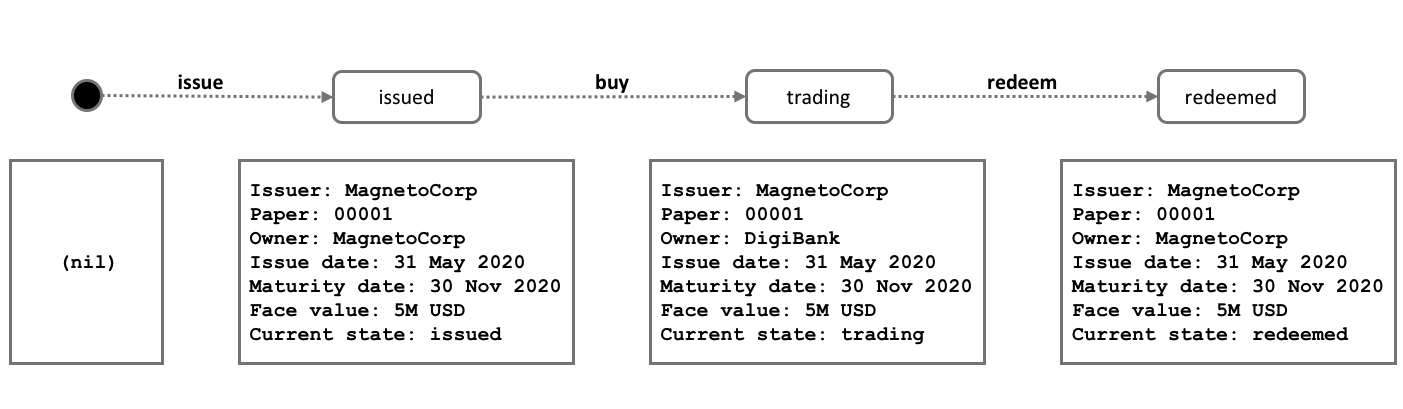 issue
buy
redeem
issued
trading
redeemed
(nil)
Issuer: MagnetoCorp
Paper: 00001
Owner: MagnetoCorp
Issue date: 31 May 2020
Maturity date: 30 Nov 2020
Face value: 5M USD
Current state: issued
Issuer: MagnetoCorp
Paper: 00001
Owner: DigiBank
Issue date: 31 May 2020
Maturity date: 30 Nov 2020
Face value: 5M USD
Current state: trading
Issuer: MagnetoCorp
Paper: 00001
Owner: MagnetoCorp
Issue date: 31 May 2020
Maturity date: 30 Nov 2020
Face value: 5M USD
Current state: redeemed